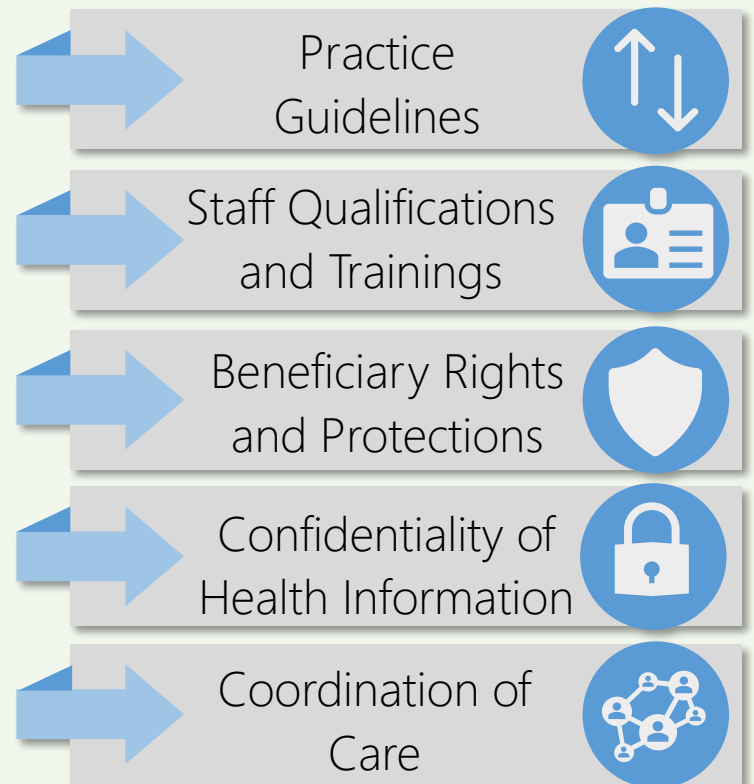 Practice
Guidelines
Staff Qualifications
and Trainings
Beneficiary Rights
and Protections
Confidentiality of
Health Information
Coordination of
Care